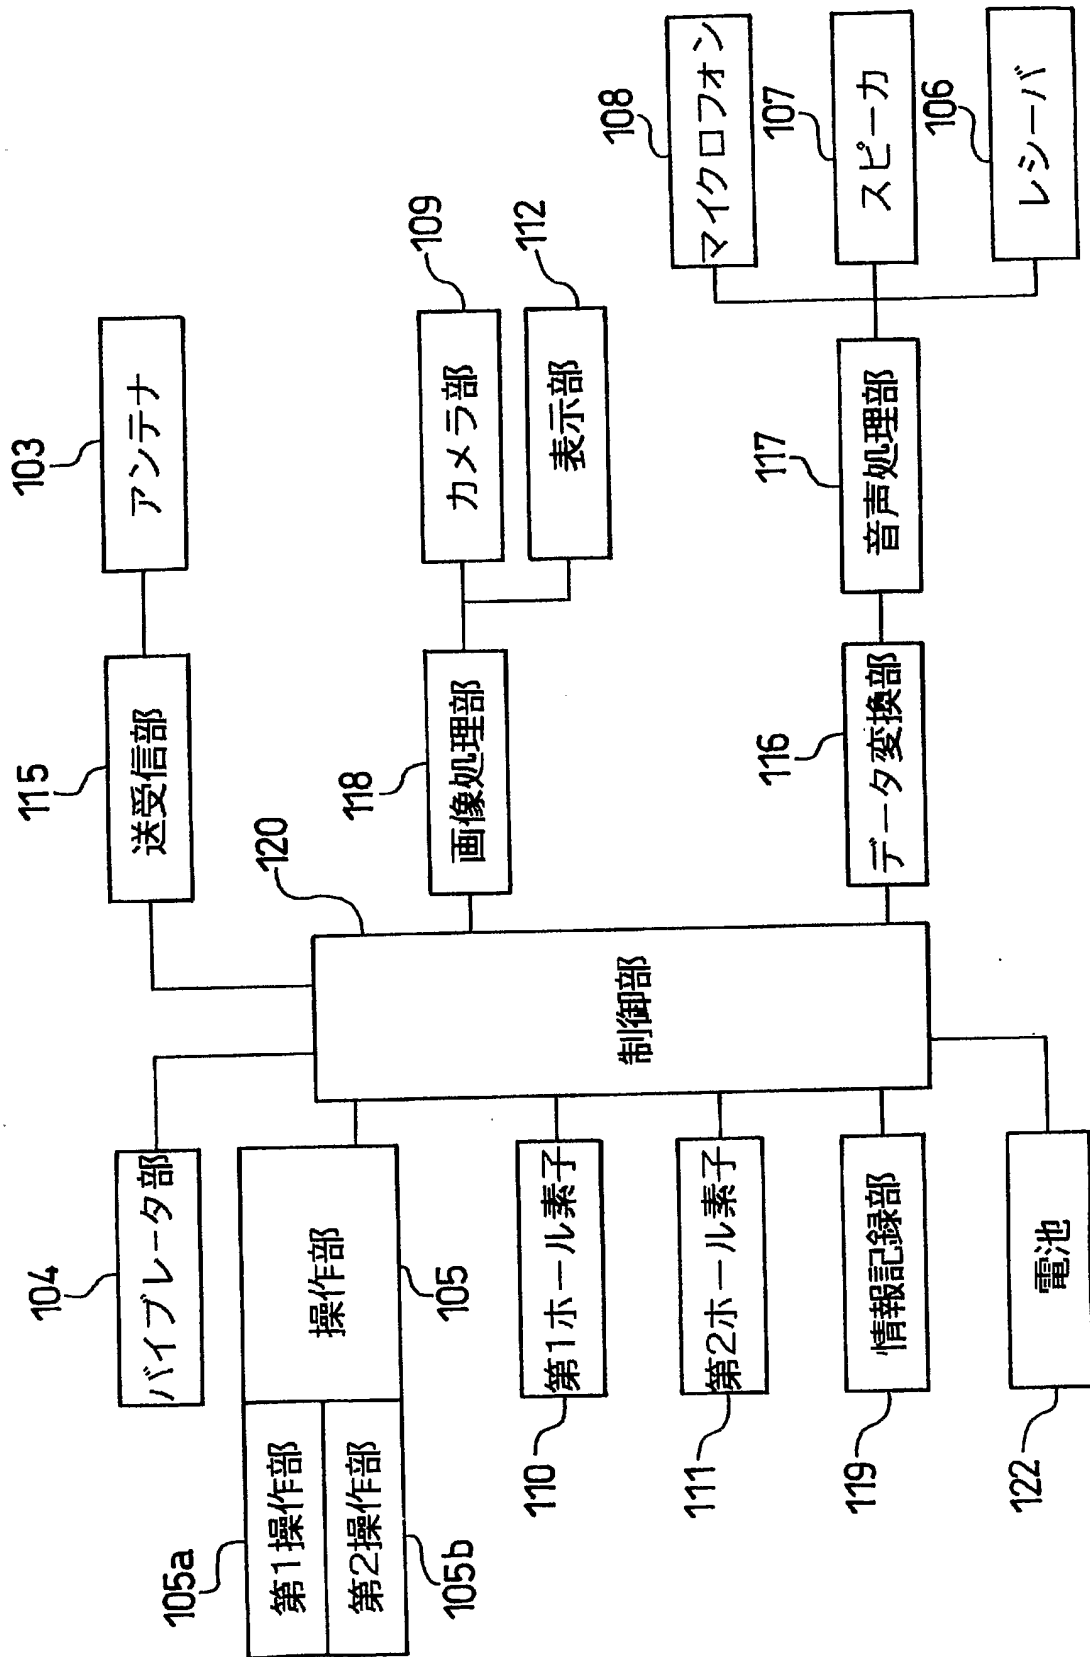 103
アンテナ
115
送受信部
109
カメラ部
112
表示部
118
画像処理部
108
マイクロフォン
107
スピーカ
106
レシーバ
117
音声処理部
116
データ変換部
120
制御部
104
バイブレータ部
操作部
105
105a
第1操作部
第2操作部
105b
第1ホール素子
110
第2ホール素子
111
情報記録部
119
電池
122